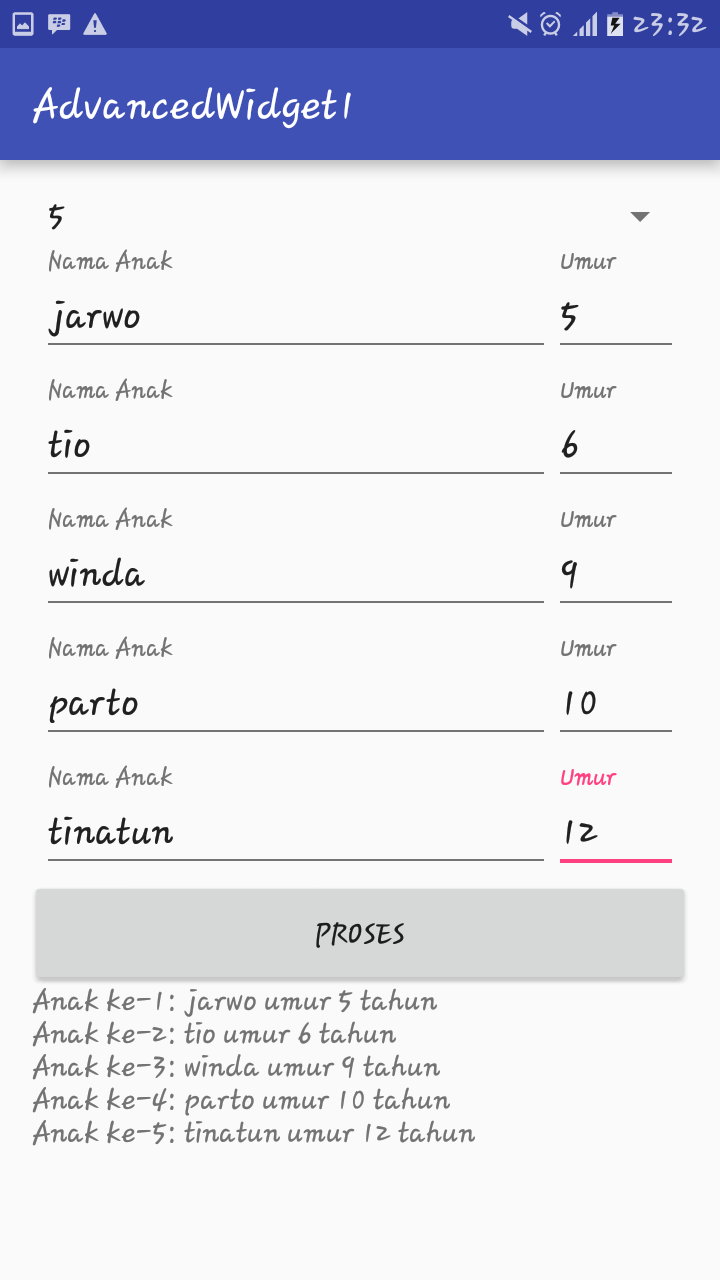 23:32
AdvancedWidget1
5
Nama Anak Umur
jarwo 5
Nama Anak Umur
tio 6
Nama Anak Umur
winda 9
Nama Anak Umur
parto 10
Nama Anak Umur
tinatun 12
PROSES
Anak ke-1: jarwo umur 5 tahun
Anak ke-2: tio umur 6 tahun
Anak ke-3: winda umur 9 tahun
Anak ke-4: parto umur 10 tahun
Anak ke-5: tinatun umur 12 tahun